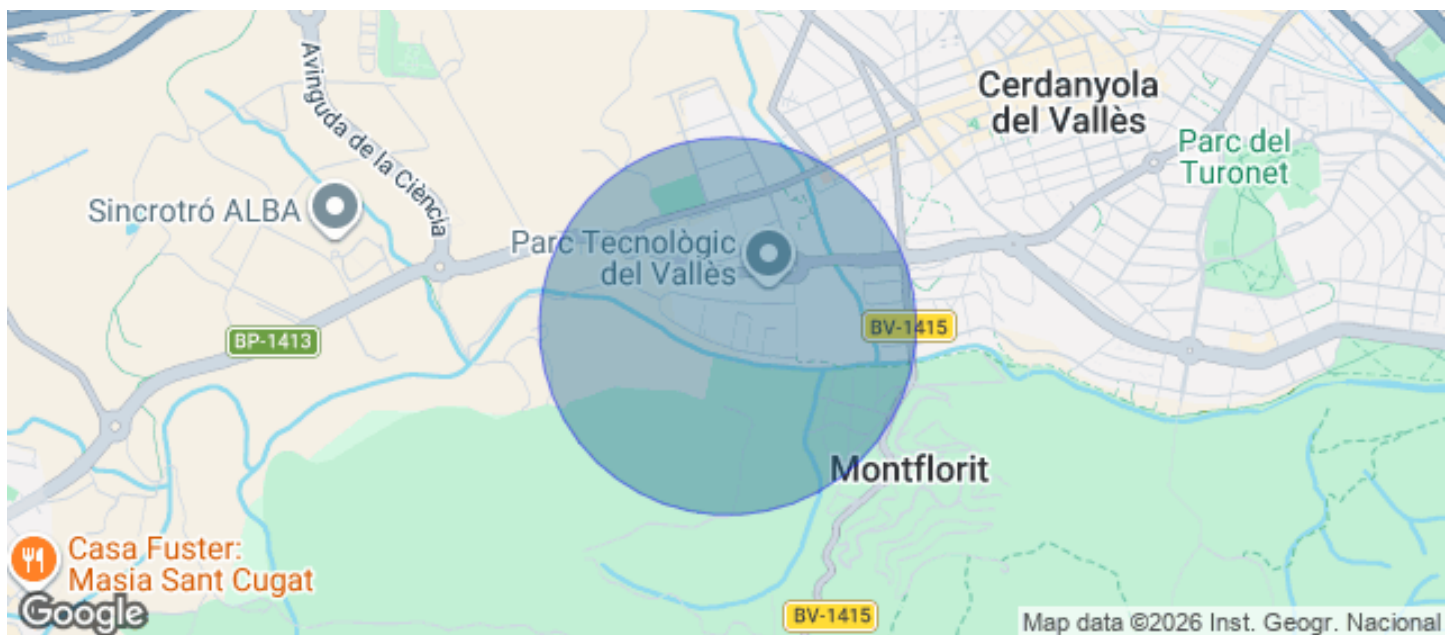 Avinguda de la Ciència
Cerdanyola
del Vallès
Parc del
Turonet
Sincrotró ALBA
Parc Tecnològic
del Vallès
BP-1413
BV-1415
Montflorit
Casa Fuster:
Masia Sant Cugat
Google
BV-1415
Map data ©2026 Inst. Geogr. Nacional